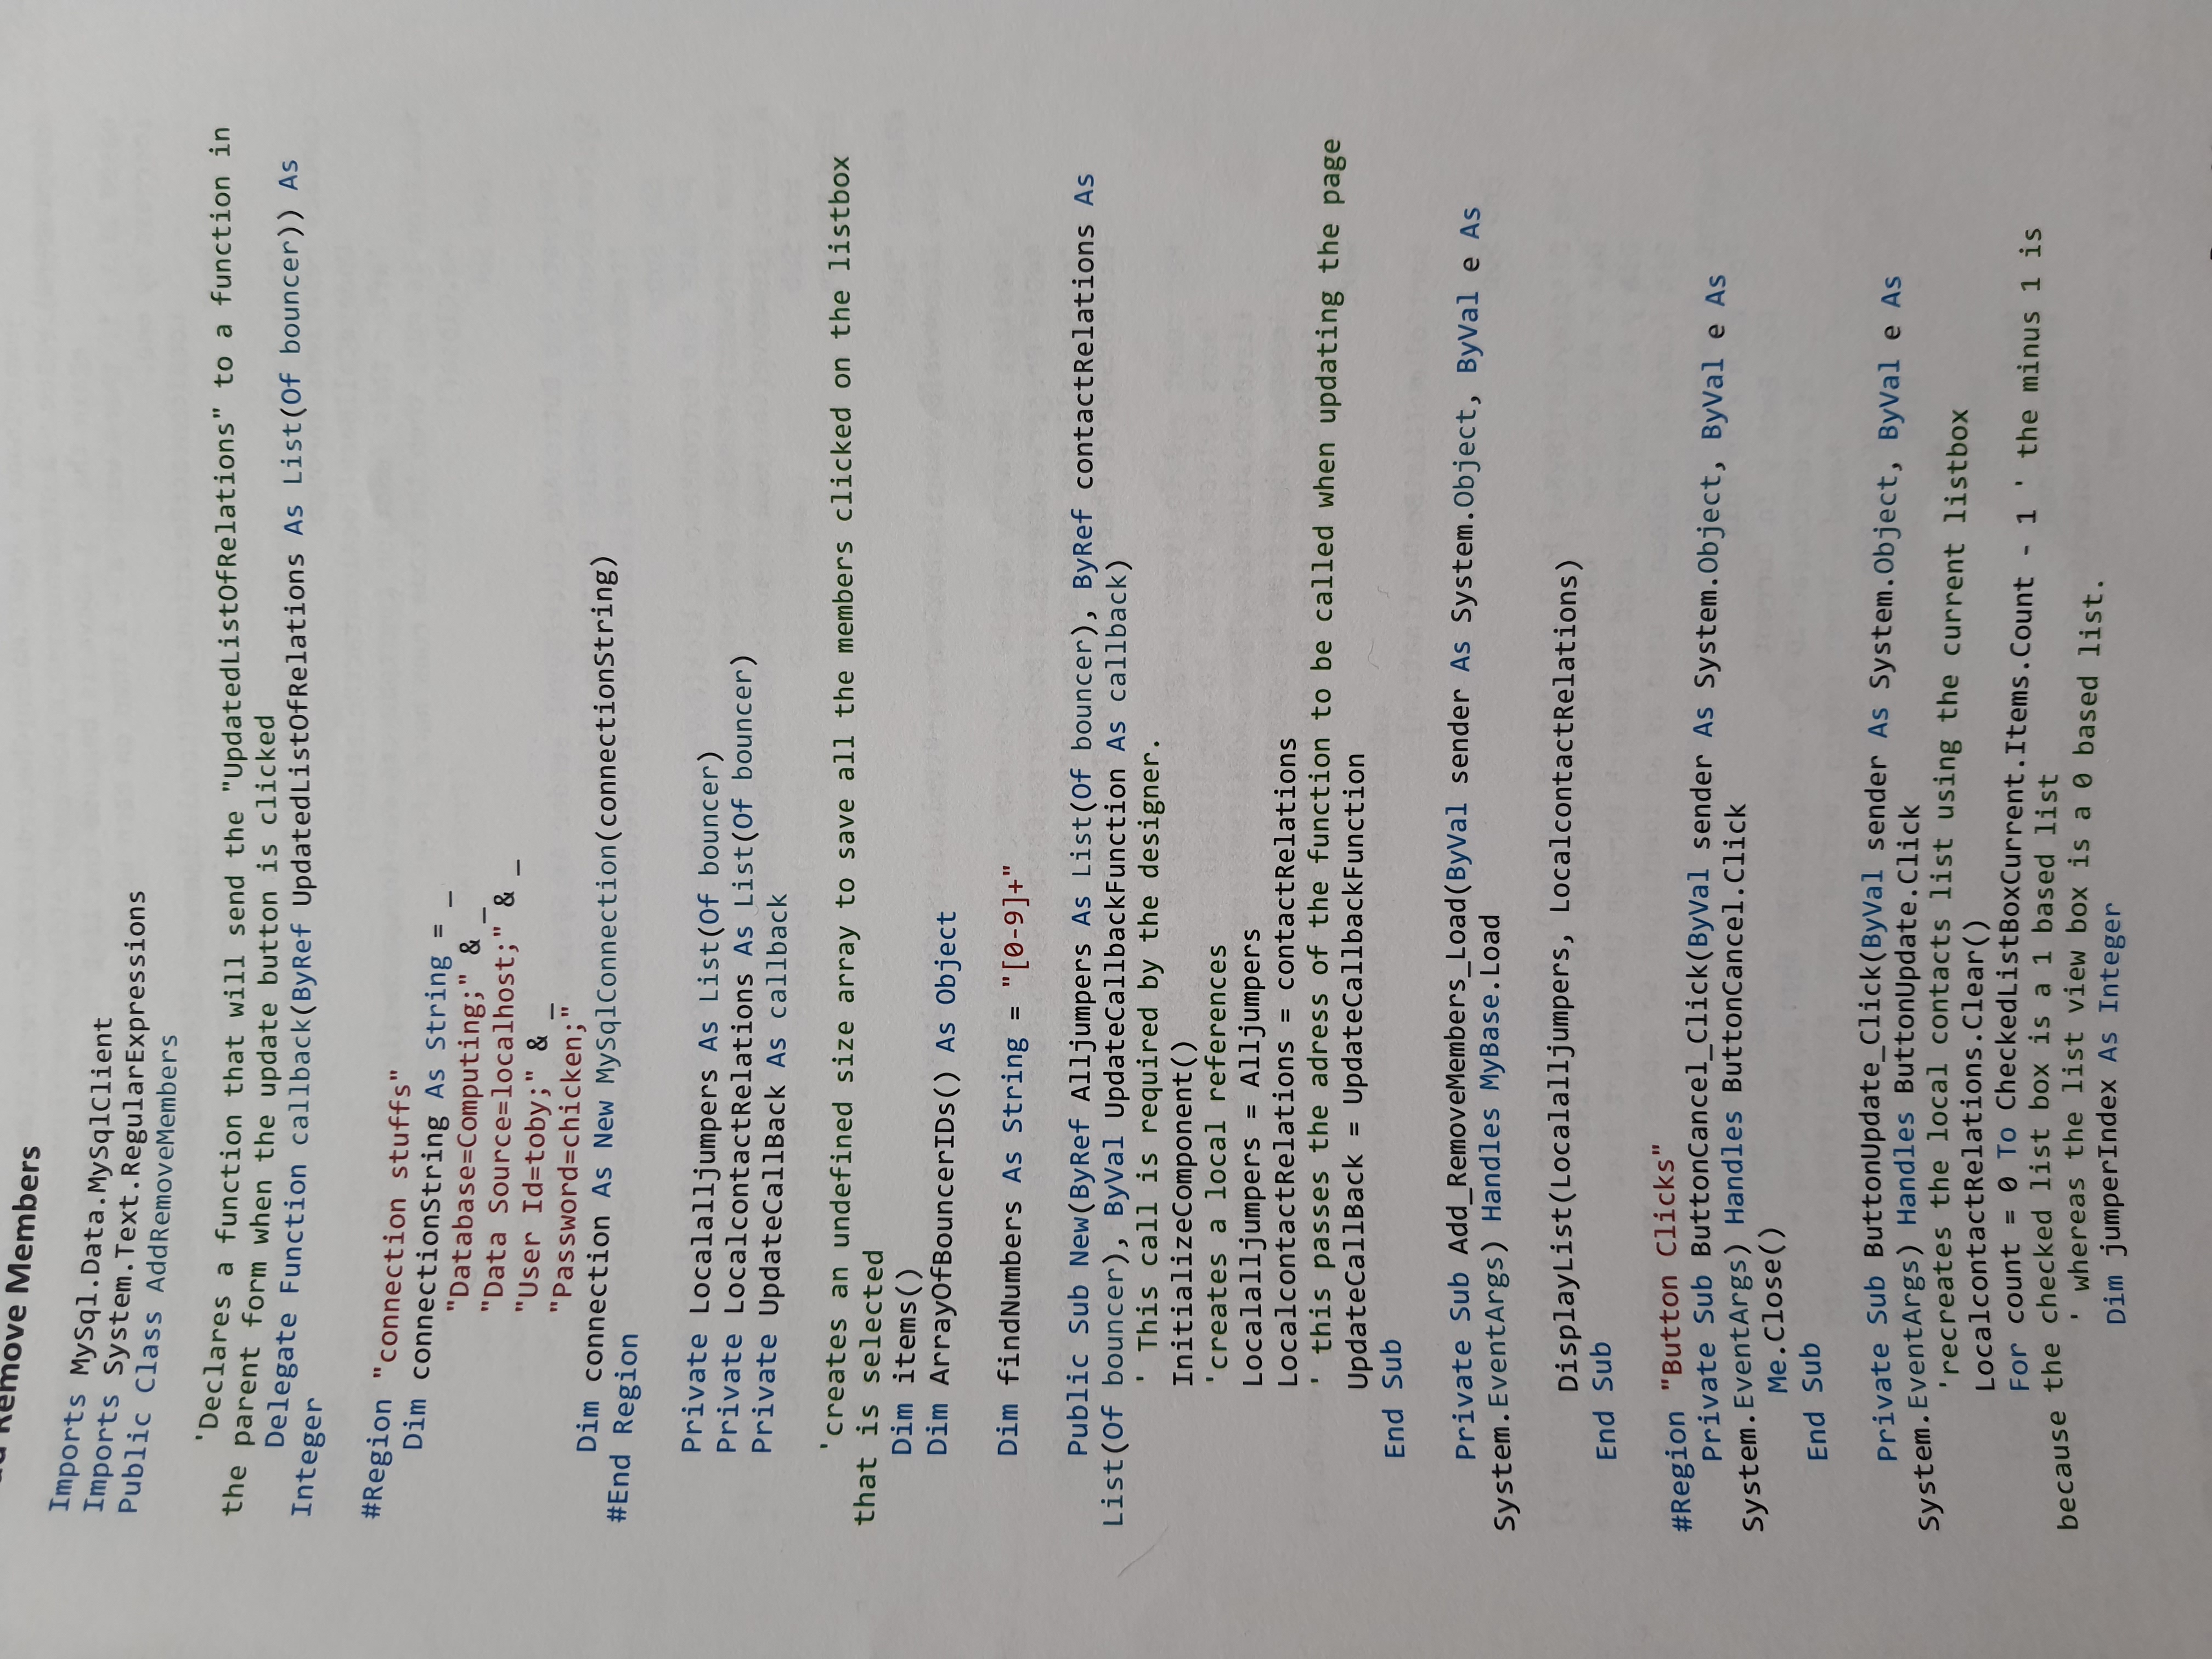 Remove Members
Imports MySql.Data.MySqlClient
Imports System.Text.RegularExpressions
Public Class AddRemoveMembers
'Declares a function that will send the "UpdatedListOfRelations" to a function in
the parent form when the update button is clicked
Delegate Function callback(ByRef UpdatedListOfRelations As List(Of bouncer)) As
Integer
#Region "connection stuffs"
Dim connectionString As String = _
"Database=Computing;" & _
"Data Source=localhost;" & _
"User Id=toby;" & _
"Password=chicken;"
Dim connection As New MySqlConnection(connectionString)
#End Region
Private Localalljumpers As List(Of bouncer)
Private LocalcontactRelations As List(Of bouncer)
Private UpdateCallBack As callback
'creates an undefined size array to save all the members clicked on the listbox
that is selected
Dim items()
Dim ArrayOfBouncerIDs() As Object
Dim findNumbers As String = "[0-9]+"
Public Sub New(ByRef Alljumpers As List(Of bouncer), ByRef contactRelations As
List(Of bouncer), ByVal UpdateCallbackFunction As callback)
' This call is required by the designer.
InitializeComponent()
'creates a local references
Localalljumpers = Alljumpers
LocalcontactRelations = contactRelations
' this passes the adress of the function to be called when updating the page
UpdateCallBack = UpdateCallbackFunction
End Sub
Private Sub Add_RemoveMembers_Load(ByVal sender As System.Object, ByVal e As
System.EventArgs) Handles MyBase.Load
DisplayList(Localalljumpers, LocalcontactRelations)
End Sub
#Region "Button Clicks"
Private Sub ButtonCancel_Click(ByVal sender As System.Object, ByVal e As
System.EventArgs) Handles ButtonCancel.Click
Me.Close()
End Sub
Private Sub ButtonUpdate_Click(ByVal sender As System.Object, ByVal e As
System.EventArgs) Handles ButtonUpdate.Click
'recreates the local contacts list using the current listbox
LocalcontactRelations.Clear()
For count = 0 To CheckedListBoxCurrent.Items.Count - 1 ' the minus 1 is
because the checked list box is a 1 based list
' whereas the list view box is a 0 based list.
Dim jumperIndex As Integer